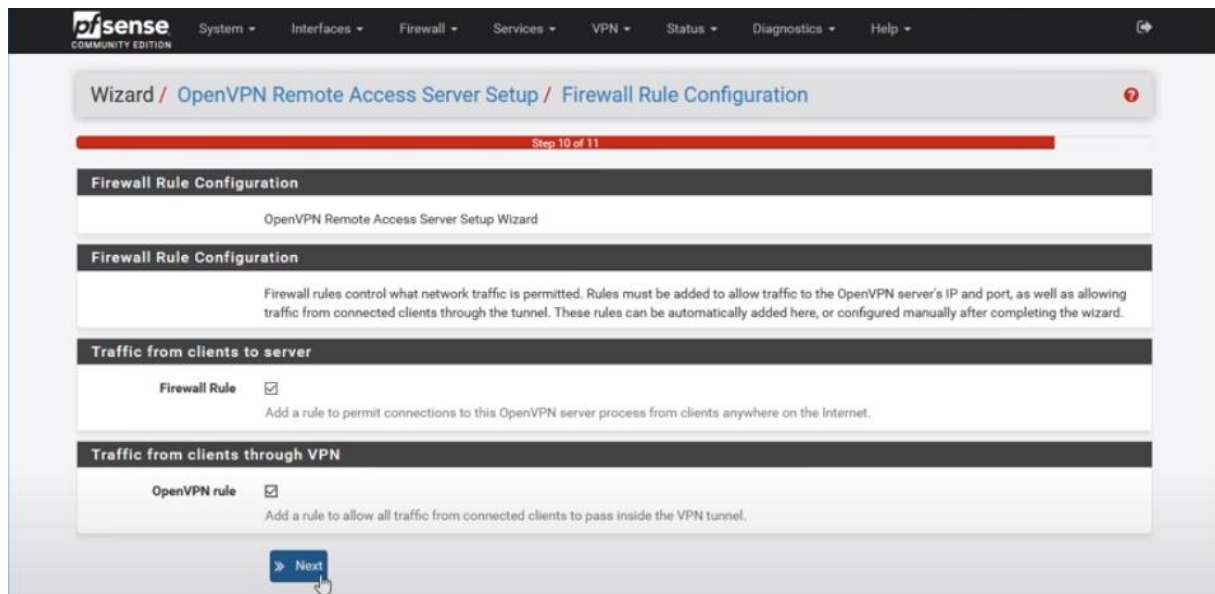 pfsense
COMMUNITY EDITION
System Interfaces Firewall Services VPN Status Diagnostics Help
Wizard / OpenVPN Remote Access Server Setup / Firewall Rule Configuration
Step 10 of 11
Firewall Rule Configuration
OpenVPN Remote Access Server Setup Wizard
Firewall Rule Configuration
Firewall rules control what network traffic is permitted. Rules must be added to allow traffic to the OpenVPN server's IP and port, as well as allowing
traffic from connected clients through the tunnel. These rules can be automatically added here, or configured manually after completing the wizard.
Traffic from clients to server
Firewall Rule
Add a rule to permit connections to this OpenVPN server process from clients anywhere on the Internet.
Traffic from clients through VPN
OpenVPN rule
Add a rule to allow all traffic from connected clients to pass inside the VPN tunnel.
» Next